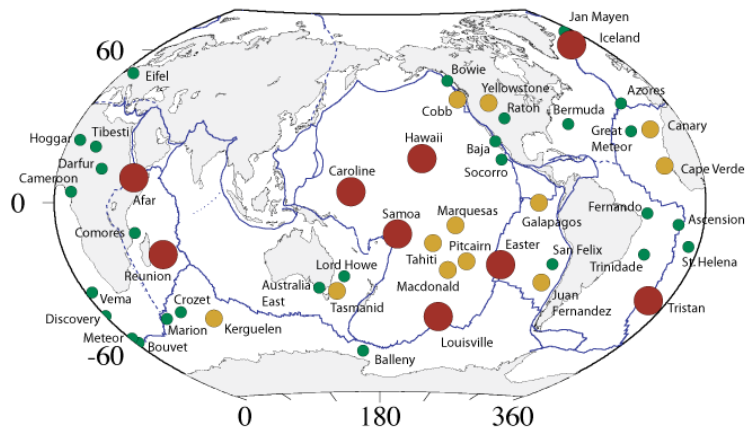 Jan Mayen
Iceland
60
Eifel
Bowie
Yellowstone
Azores
Cobb
Raton
Bermuda
Hoggar
Tibesti
Great
Meteor
Canary
Hawaii
Baja
Darfur
Socorro
Cape Verde
Cameroon
Caroline
0
Afar
Samoa
Marquesas
Galapagos
Fernando
Ascension
Comores
Tahiti
Pitcairn
Easter
San Felix
St. Helena
Reunion
Lord Howe
Macdonald
Trinidade
Australia
East
Juan
Fernandez
Vema
Crozet
Tasmanid
Tristan
Discovery
Marion
Kerguelen
Meteor
Bouvet
Louisville
-60
Balleny
0
180
360